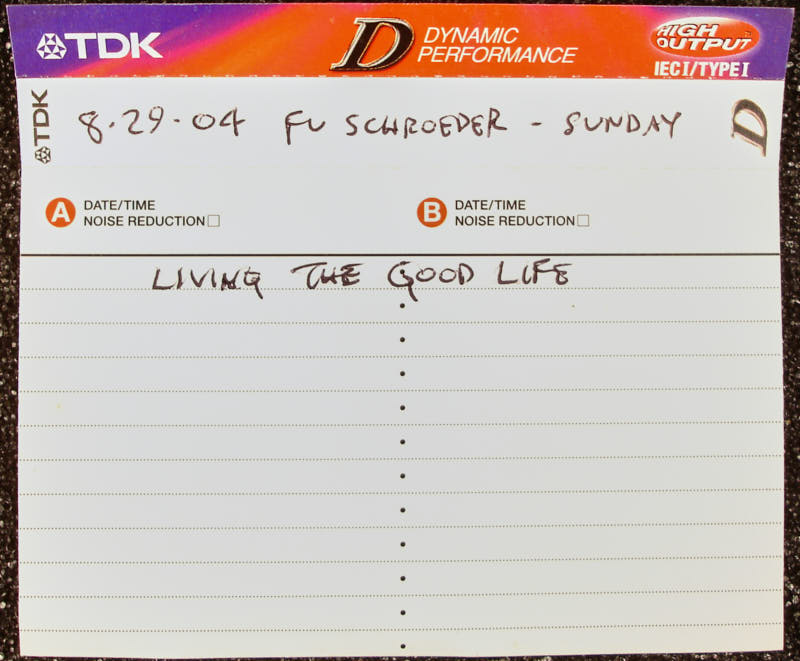 TDK D DYNAMIC PERFORMANCE HIGH OUTPUT
IEC I/TYPE I
TDK 8·29·04 FU SCHROEDER - SUNDAY D
A DATE/TIME B DATE/TIME
NOISE REDUCTION NOISE REDUCTION
LIVING THE GOOD LIFE